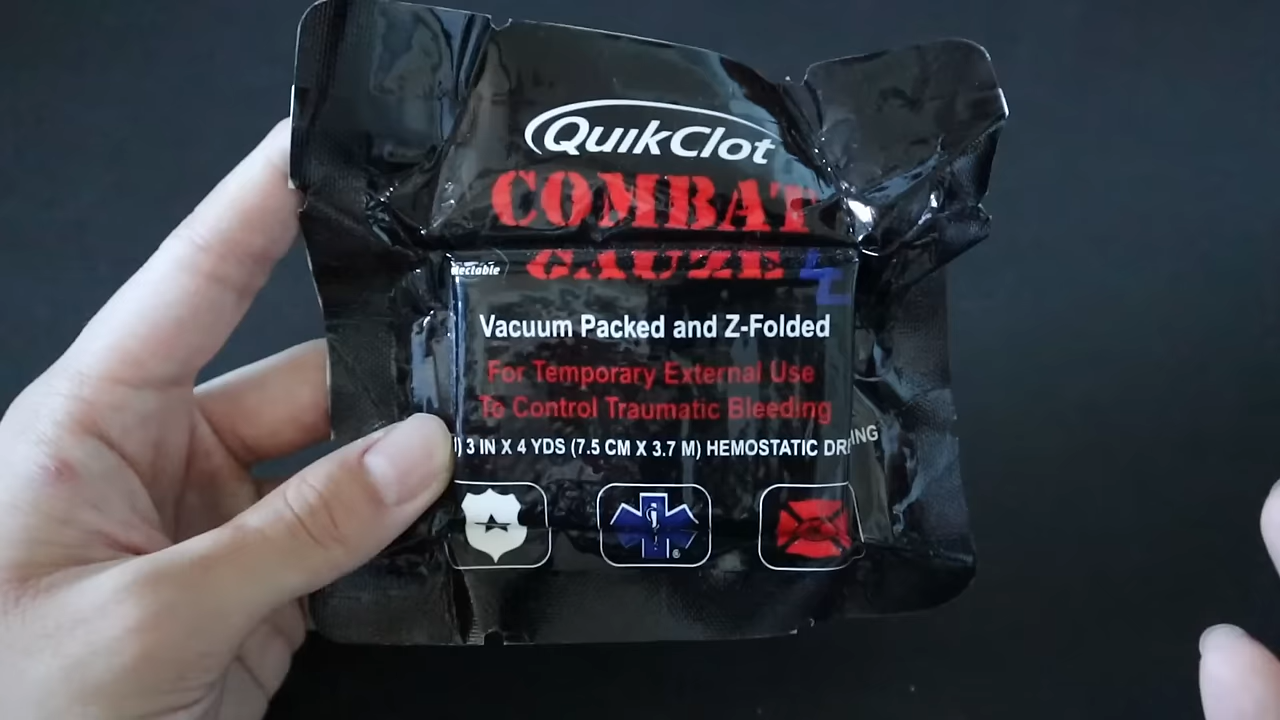 QuikClot
COMBAT
GAUZE
Vacuum Packed and Z-Folded
For Temporary External Use
To Control Traumatic Bleeding
3 IN X 4 YDS (7.5 CM X 3.7 M) HEMOSTATIC
®